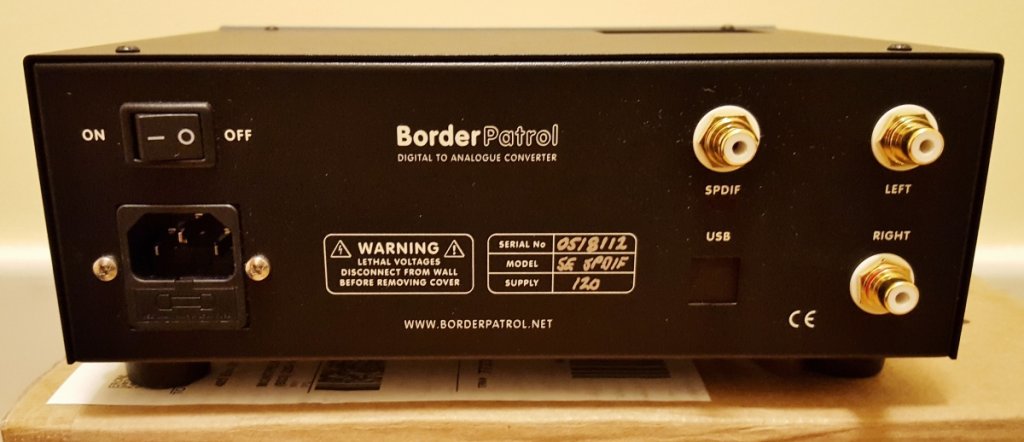 ON
OFF
BorderPatrol
DIGITAL TO ANALOGUE CONVERTER
SPDIF
LEFT
WARNING
LETHAL VOLTAGES
DISCONNECT FROM WALL
BEFORE REMOVING COVER
SERIAL No 0518112
MODEL SE SPDIF
SUPPLY 120
USB
RIGHT
CE
WWW.BORDERPATROL.NET